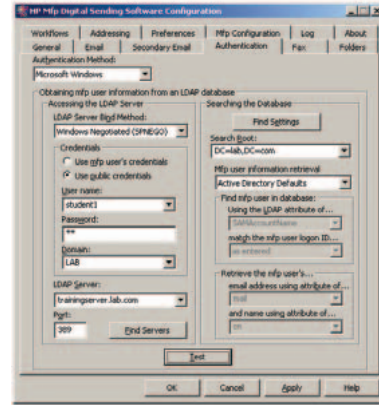 HP Mfp Digital Sending Software Configuration
Workflows Addressing Preferences Mfp Configuration Log About
General Email Secondary Email Authentication Fax Folders
Authentication Method:
Microsoft Windows
Obtaining mfp user information from an LDAP database
Accessing the LDAP Server
LDAP Server Bind Method:
Windows Negotiated (SPNEGO)
Credentials
Use mfp user's credentials
Use public credentials
User name:
student1
Password:
**
Domain:
LAB
LDAP Server:
trainingserver.lab.com
Port:
389 Find Servers
Searching the Database
Find Settings
Search Root:
DC=lab,DC=com
Mfp user information retrieval
Active Directory Defaults
Find mfp user in database:
Using the LDAP attribute of...
SAMAccountName
match the mfp user logon ID...
as entered
Retrieve the mfp user's...
email address using attribute of...
mail
and name using attribute of...
cn
Test
OK Cancel Apply Help